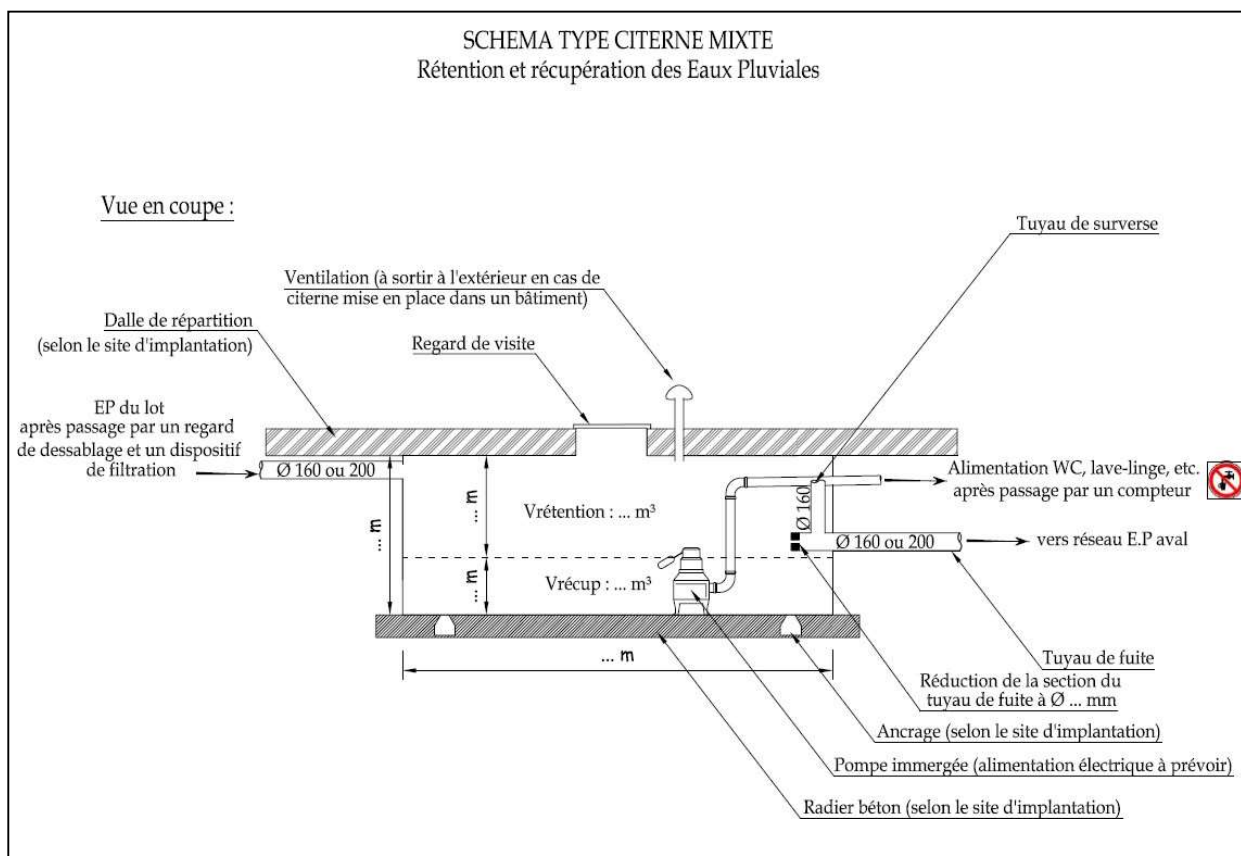 SCHEMA TYPE CITERNE MIXTE
Rétention et récupération des Eaux Pluviales
Vue en coupe :
Tuyau de surverse
Ventilation (à sortir à l'extérieur en cas de
citerne mise en place dans un bâtiment)
Dalle de répartition
(selon le site d'implantation)
Regard de visite
EP du lot
après passage par un regard
de dessablage et un dispositif
de filtration
Ø 160 ou 200
... m
... m
Vrétention : ... m³
Ø 160
Alimentation WC, lave-linge, etc.
après passage par un compteur
Ø 160 ou 200
vers réseau E.P aval
... m
Vrécup : ... m³
... m
Tuyau de fuite
Réduction de la section du
tuyau de fuite à Ø ... mm
Ancrage (selon le site d'implantation)
Pompe immergée (alimentation électrique à prévoir)
Radier béton (selon le site d'implantation)